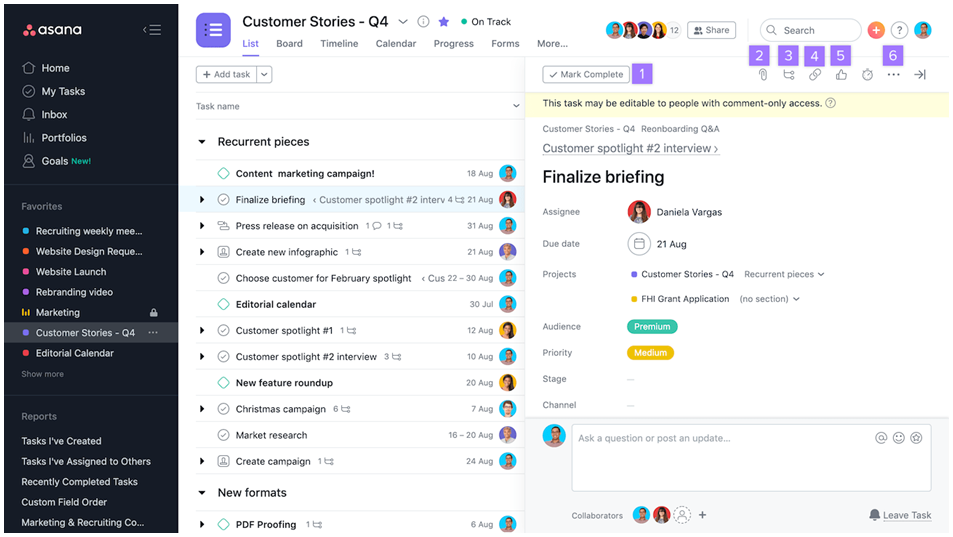 asana
Home
My Tasks
Inbox
Portfolios
Goals New!
Favorites
Recruiting weekly mee...
Website Design Reque...
Website Launch
Rebranding video
Marketing
Customer Stories - Q4 ...
Editorial Calendar
Show more
Reports
Tasks I've Created
Tasks I've Assigned to Others
Recently Completed Tasks
Custom Field Order
Marketing & Recruiting Co...
Customer Stories - Q4
On Track
List Board Timeline Calendar Progress Forms More...
12 Share
Search
+ Add task
Task name
Recurrent pieces
Content marketing campaign! 18 Aug
Finalize briefing ‹ Customer spotlight #2 interv 4 21 Aug
Press release on acquisition 1 1 31 Aug
Create new infographic 1
Choose customer for February spotlight ‹ Cus 22 – 30 Aug
Editorial calendar 30 Jul
Customer spotlight #1 1 12 Aug
Customer spotlight #2 interview 3 10 Aug
New feature roundup 20 Aug
Christmas campaign 6 7 Aug
Market research 16 – 20 Aug
Create campaign 1 24 Aug
New formats
PDF Proofing 1 6 Aug
2 3 4 5 6
✓ Mark Complete 1
This task may be editable to people with comment-only access. ?
Customer Stories - Q4 Reonboarding Q&A
Customer spotlight #2 interview ›
Finalize briefing
Assignee Daniela Vargas
Due date 21 Aug
Projects Customer Stories - Q4 Recurrent pieces
FHI Grant Application (no section)
Audience Premium
Priority Medium
Stage —
Channel —
Ask a question or post an update...
Collaborators + Leave Task